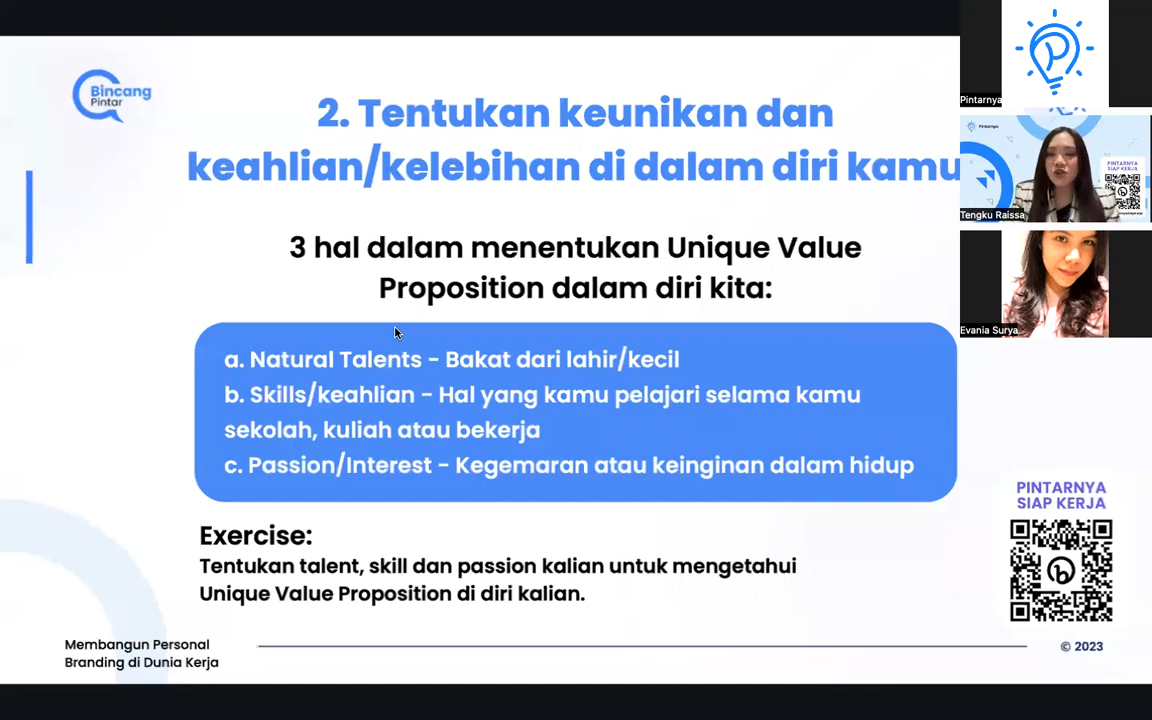 Bincang
Pintar
2. Tentukan keunikan dan
keahlian/kelebihan di dalam diri kamu
3 hal dalam menentukan Unique Value
Proposition dalam diri kita:
a. Natural Talents - Bakat dari lahir/kecil
b. Skills/keahlian - Hal yang kamu pelajari selama kamu
sekolah, kuliah atau bekerja
c. Passion/Interest - Kegemaran atau keinginan dalam hidup
Exercise:
Tentukan talent, skill dan passion kalian untuk mengetahui
Unique Value Proposition di diri kalian.
Membangun Personal
Branding di Dunia Kerja
© 2023
PINTARNYA
SIAP KERJA
Pintarnya
Pintarnya
PINTARNYA
SIAP KERJA
Tengku Raissa
Evania Surya